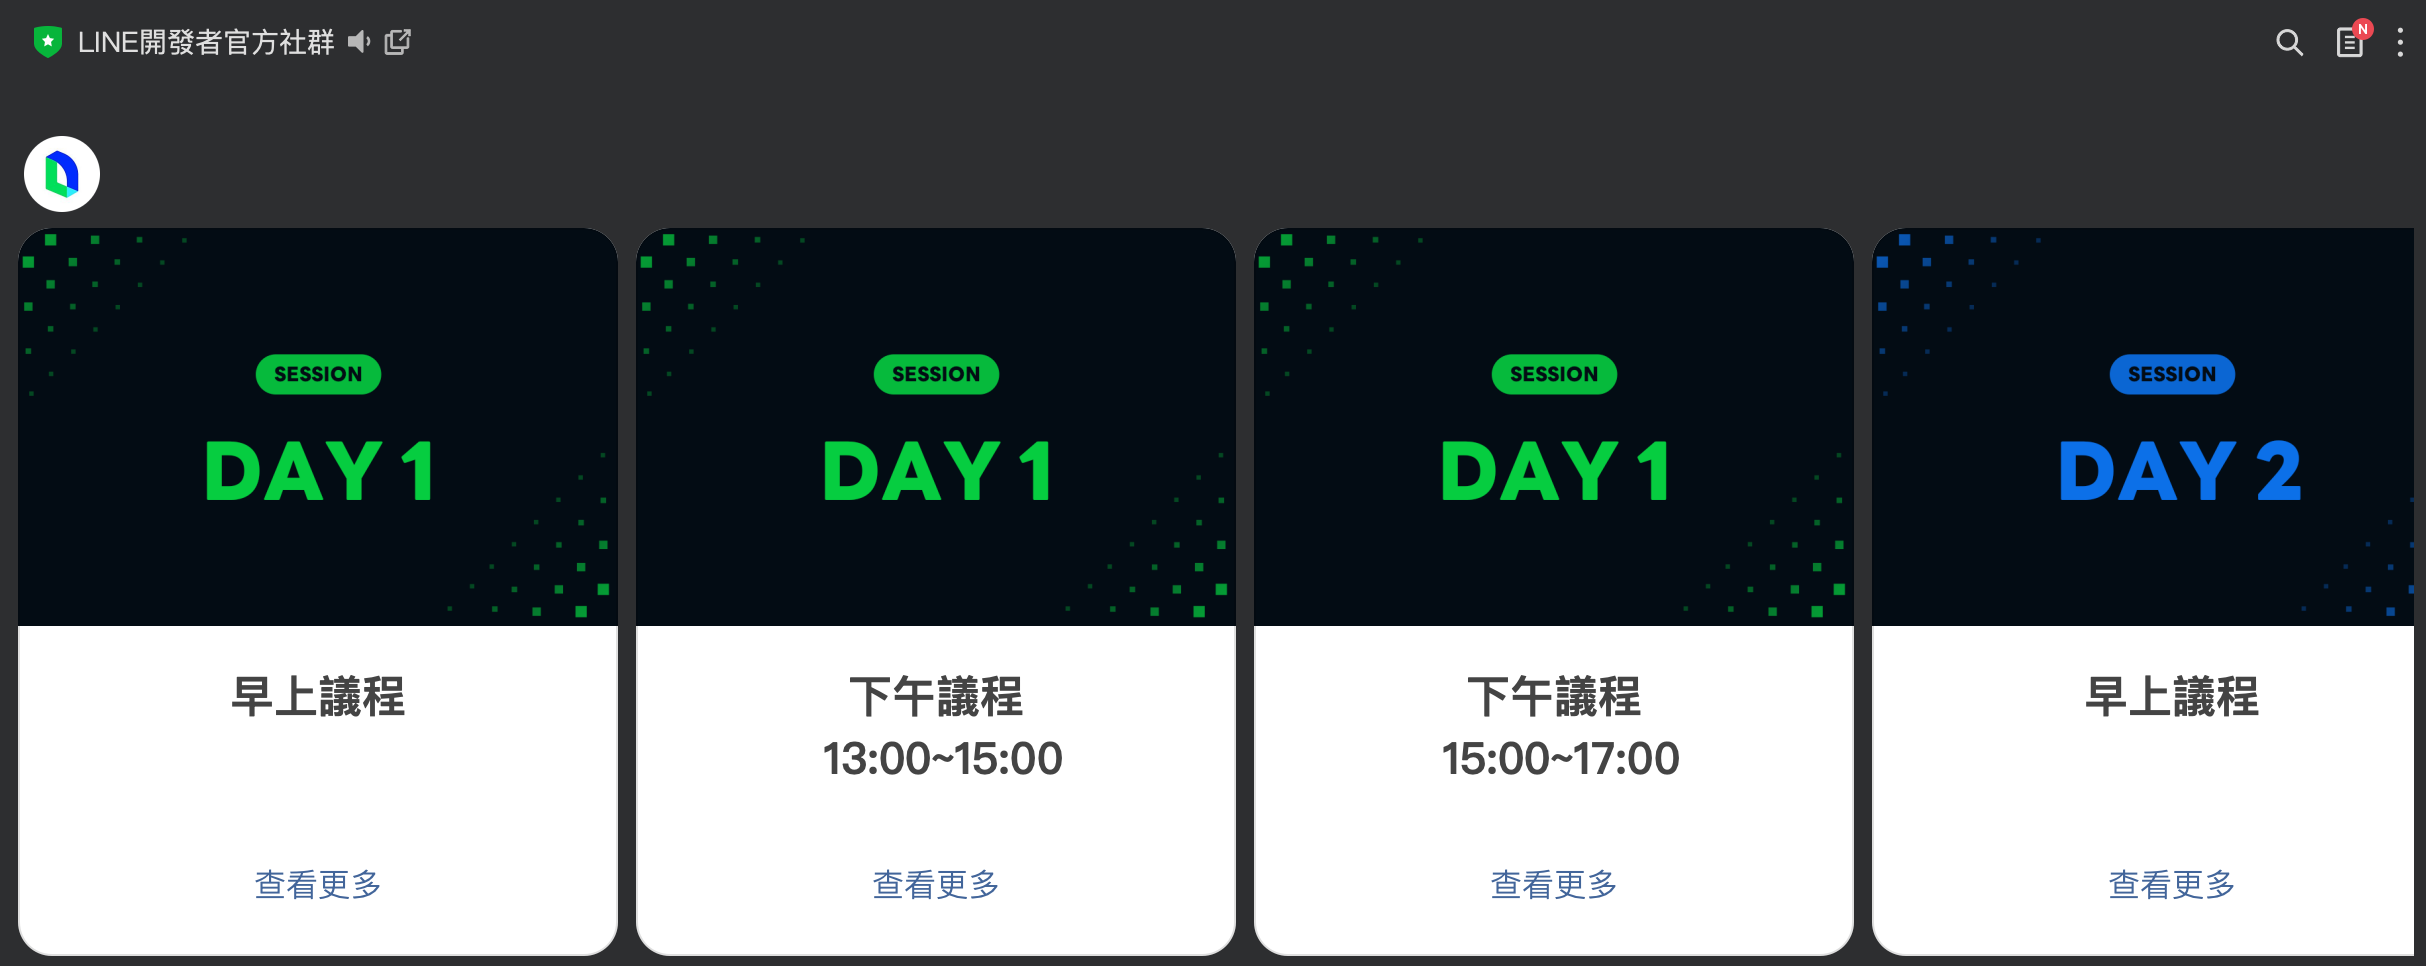 LINE開發者官方社群
N
SESSION
DAY 1
早上議程
查看更多
SESSION
DAY 1
下午議程
13:00~15:00
查看更多
SESSION
DAY 1
下午議程
15:00~17:00
查看更多
SESSION
DAY 2
早上議程
查看更多